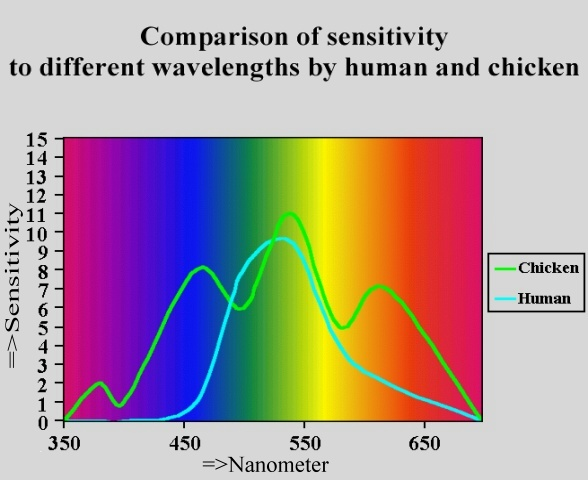 Comparison of sensitivity
to different wavelengths by human and chicken
15
14
13
12
11
10
9
8
7
6
5
4
3
2
1
0
=>Sensitivity
350 450 550 650
=>Nanometer
Chicken
Human